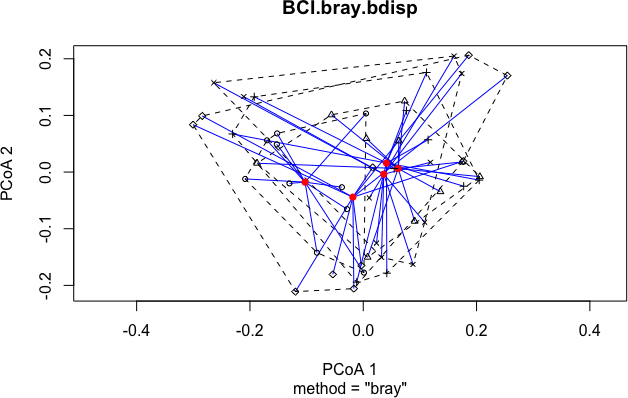 BCI.bray.bdisp
PCoA 2
0.2
0.1
0.0
-0.1
-0.2
-0.4 -0.2 0.0 0.2 0.4
PCoA 1
method = "bray"